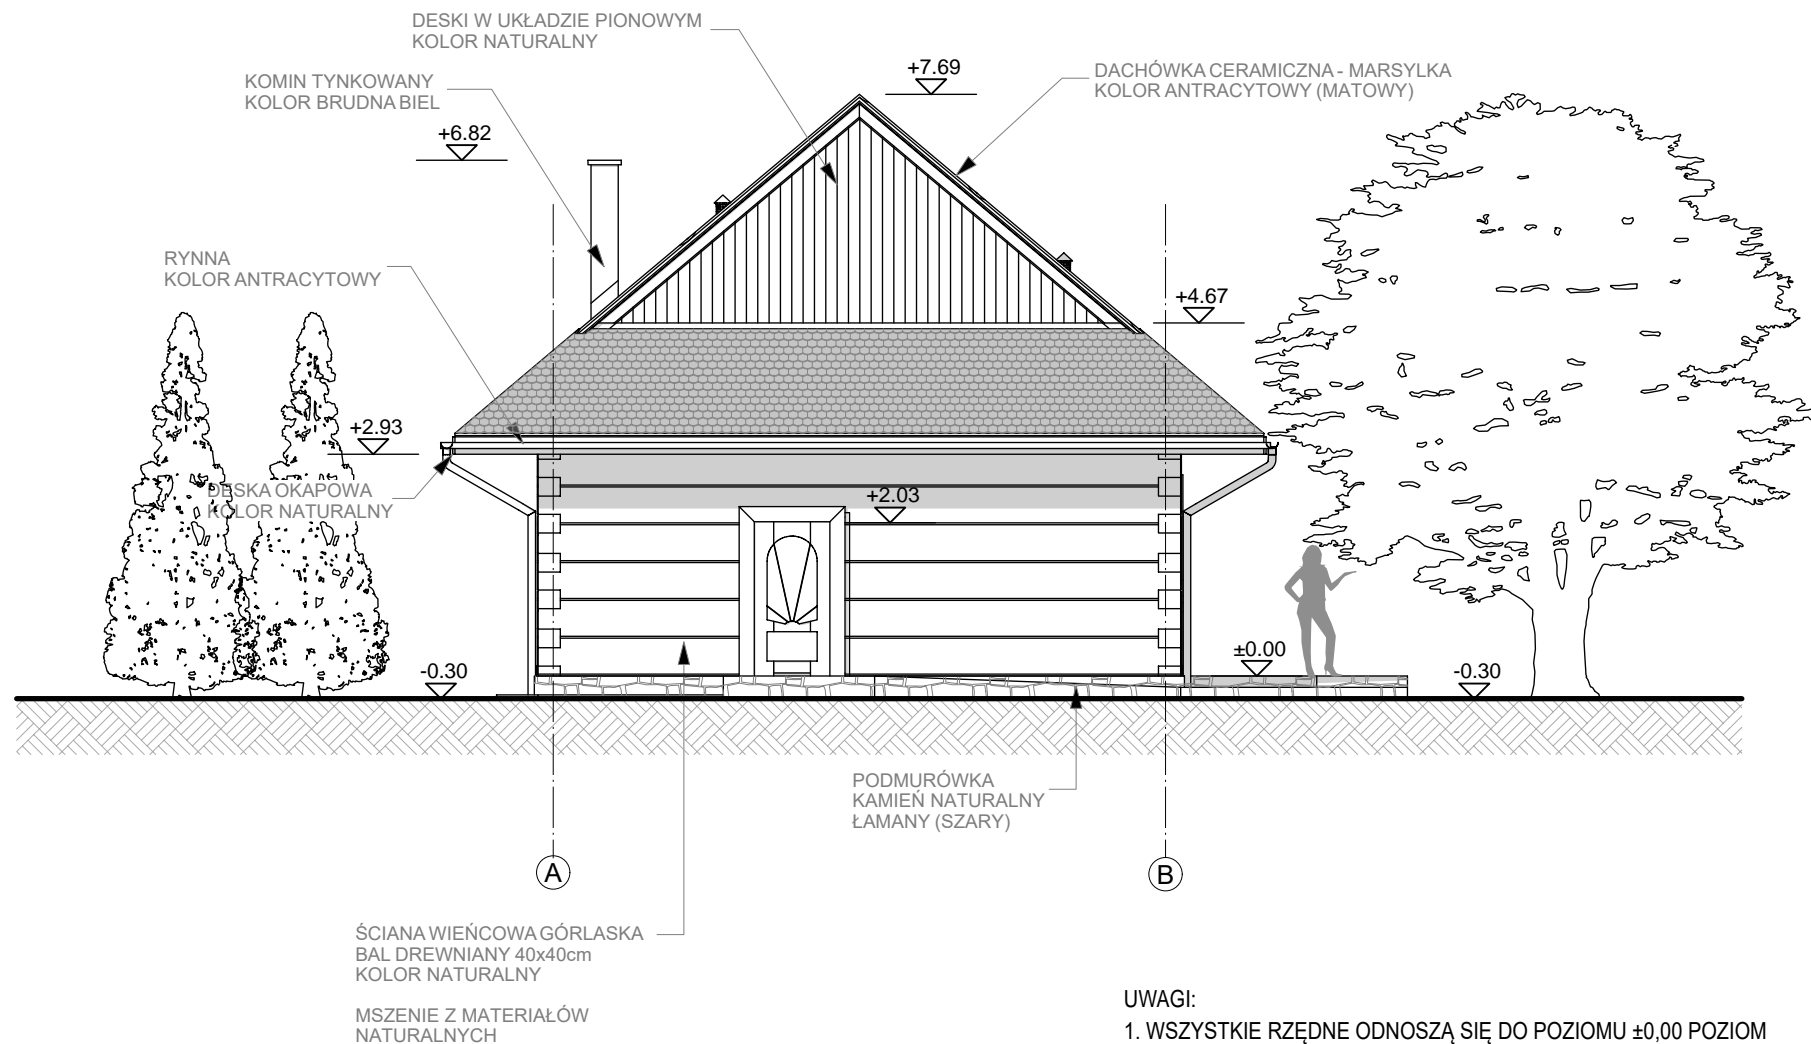 DESKI W UKŁADZIE PIONOWYM
KOLOR NATURALNY
KOMIN TYNKOWANY
KOLOR BRUDNA BIEL
+7.69
DACHÓWKA CERAMICZNA - MARSYLKA
KOLOR ANTRACYTOWY (MATOWY)
+6.82
RYNNA
KOLOR ANTRACYTOWY
+4.67
+2.93
DESKA OKAPOWA
KOLOR NATURALNY
+2.03
±0.00
-0.30
-0.30
PODMURÓWKA
KAMIEŃ NATURALNY
ŁAMANY (SZARY)
A
B
ŚCIANA WIEŃCOWA GÓRLASKA
BAL DREWNIANY 40x40cm
KOLOR NATURALNY
MSZENIE Z MATERIAŁÓW
NATURALNYCH
UWAGI:
1. WSZYSTKIE RZĘDNE ODNOSZĄ SIĘ DO POZIOMU ±0,00 POZIOM